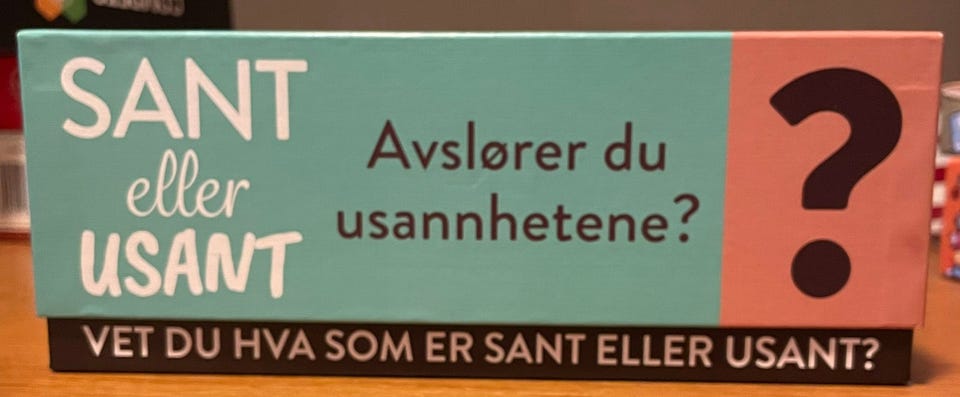 SANT
eller
USANT
Avslører du
usannhetene?
?
VET DU HVA SOM ER SANT ELLER USANT?